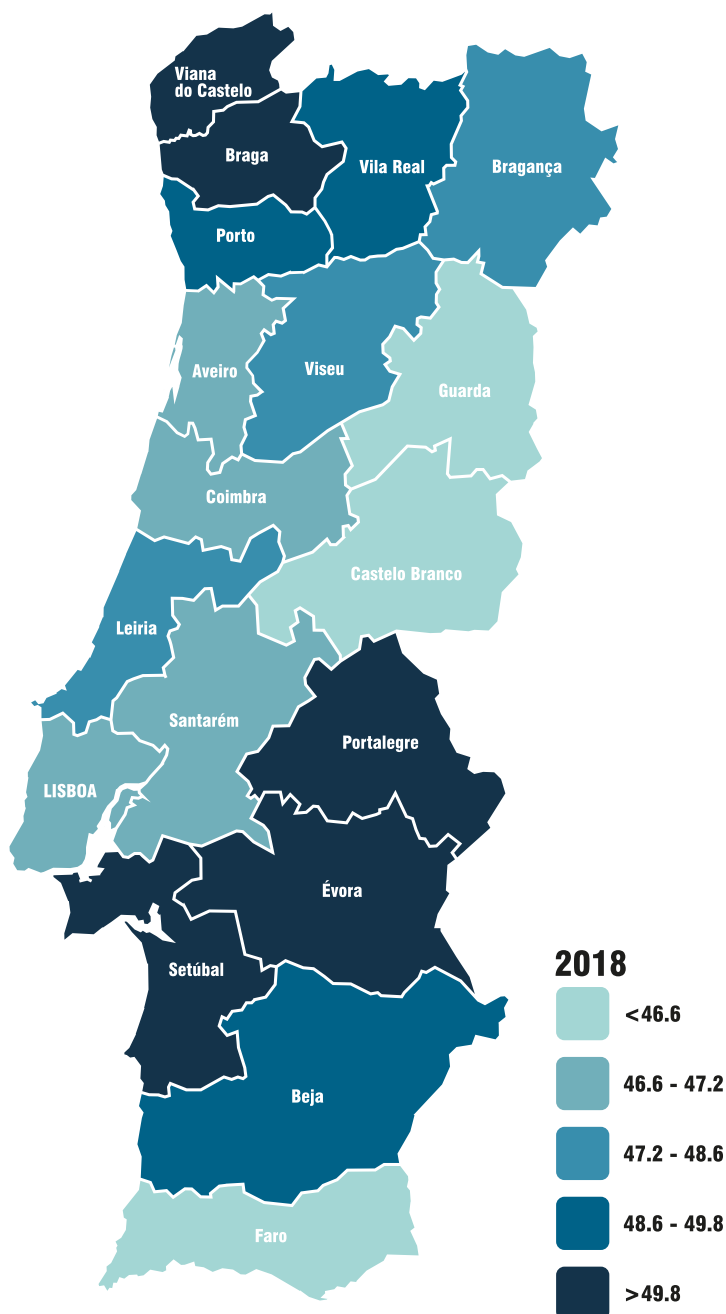 Viana
do Castelo
Braga
Vila Real
Bragança
Porto
Aveiro
Viseu
Guarda
Coimbra
Castelo Branco
Leiria
Santarém
Portalegre
LISBOA
Évora
Setúbal
Beja
Faro
2018
<46.6
46.6 - 47.2
47.2 - 48.6
48.6 - 49.8
>49.8